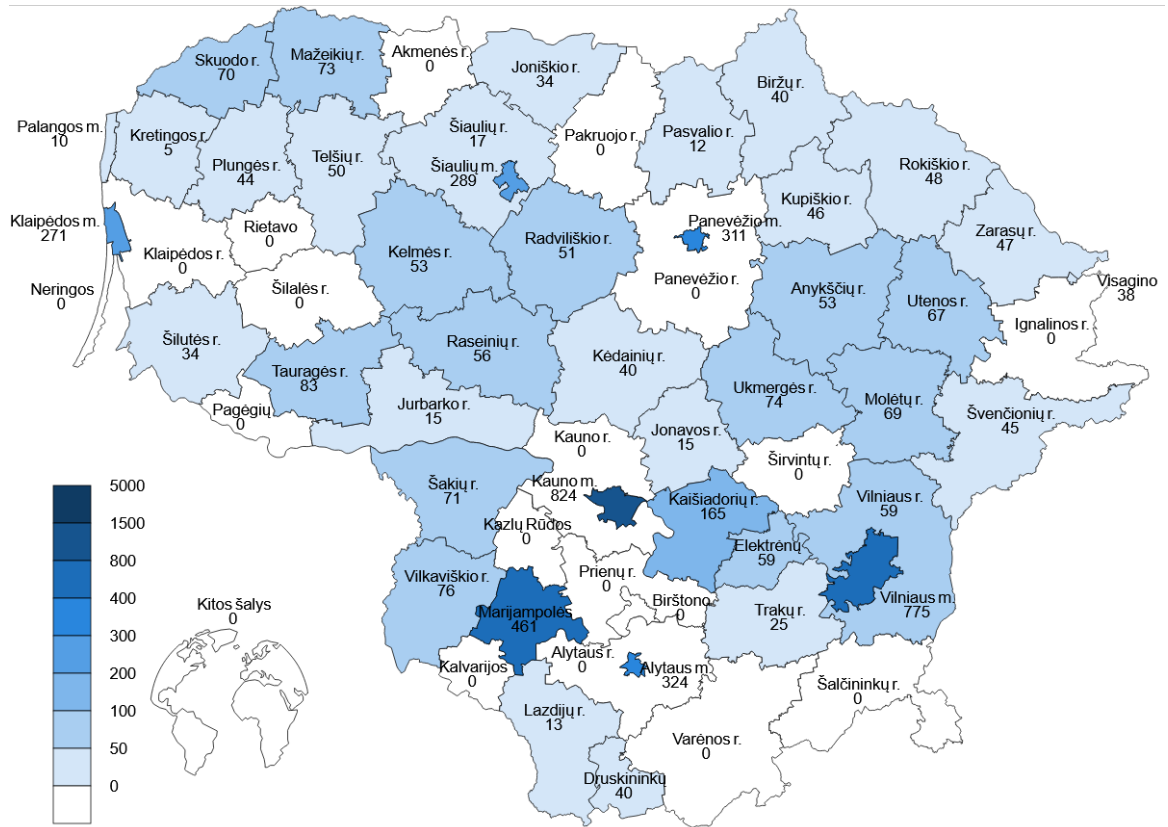 Skuodo r.
70
Mažeikių r.
73
Akmenės r.
0
Joniškio r.
34
Biržų r.
40
Palangos m.
10
Kretingos r.
5
Plungės r.
44
Telšių r.
50
Šiaulių r.
17
Šiaulių m.
289
Pakruojo r.
0
Pasvalio r.
12
Rokiškio r.
48
Kupiškio r.
46
Klaipėdos m.
271
Klaipėdos r.
0
Rietavo
0
Kelmės r.
53
Radviliškio r.
51
Panevėžio m.
311
Panevėžio r.
0
Zarasų r.
47
Neringos
0
Šilalės r.
0
Anykščių r.
53
Utenos r.
67
Visagino
38
Ignalinos r.
0
Šilutės r.
34
Tauragės r.
83
Raseinių r.
56
Kėdainių r.
40
Ukmergės r.
74
Molėtų r.
69
Švenčionių r.
45
Pagėgių
0
Jurbarko r.
15
Kauno r.
0
Jonavos r.
15
Širvintų r.
0
Šakių r.
71
Kauno m.
824
Kaišiadorių r.
165
Vilniaus r.
59
Kazlų Rūdos
0
Elektrėnų
59
Vilkaviškio r.
76
Prienų r.
0
Marijampolės
461
Birštono
0
Trakų r.
25
Vilniaus m.
775
Kalvarijos
0
Alytaus r.
0
Alytaus m.
324
Šalčininkų r.
0
Lazdijų r.
13
Varėnos r.
0
Druskininkų
40
5000
1500
800
400
300
200
100
50
0
Kitos šalys
0